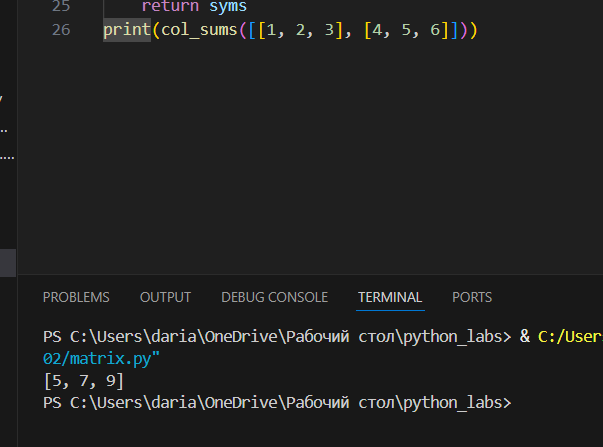 25 return syms
26 print(col_sums([[1, 2, 3], [4, 5, 6]]))
PROBLEMS OUTPUT DEBUG CONSOLE TERMINAL PORTS
PS C:\Users\daria\OneDrive\Рабочий стол\python_labs> & C:/Users
02/matrix.py"
[5, 7, 9]
PS C:\Users\daria\OneDrive\Рабочий стол\python_labs>